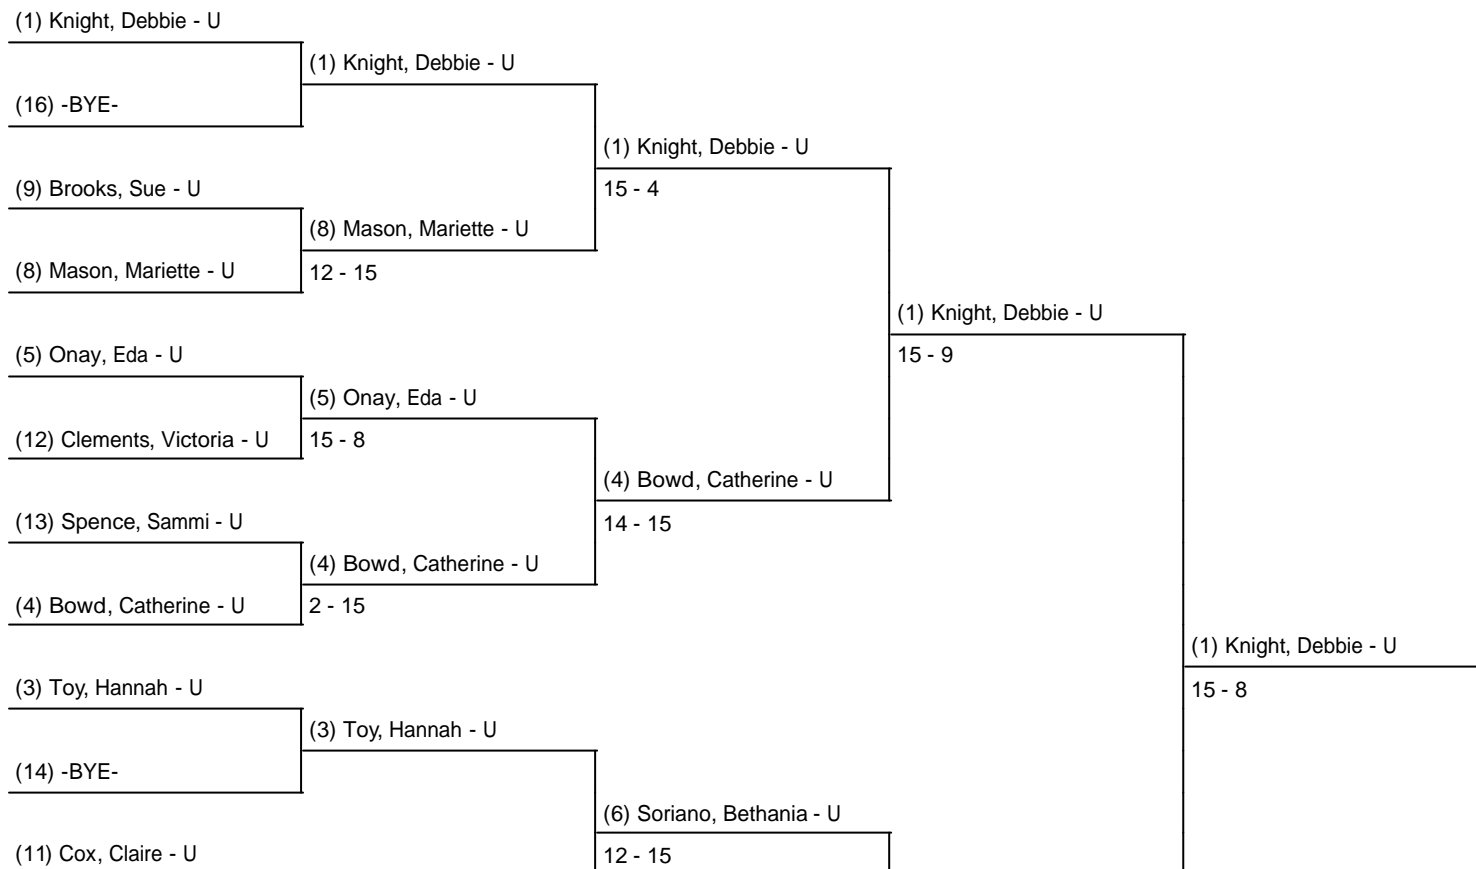 (1) Knight, Debbie - U
(1) Knight, Debbie - U
(16) -BYE-
(1) Knight, Debbie - U
(9) Brooks, Sue - U
15 - 4
(8) Mason, Mariette - U
(8) Mason, Mariette - U
12 - 15
(1) Knight, Debbie - U
(5) Onay, Eda - U
15 - 9
(5) Onay, Eda - U
(12) Clements, Victoria - U
15 - 8
(4) Bowd, Catherine - U
(13) Spence, Sammi - U
14 - 15
(4) Bowd, Catherine - U
(4) Bowd, Catherine - U
2 - 15
(1) Knight, Debbie - U
(3) Toy, Hannah - U
15 - 8
(3) Toy, Hannah - U
(14) -BYE-
(6) Soriano, Bethania - U
(11) Cox, Claire - U
12 - 15